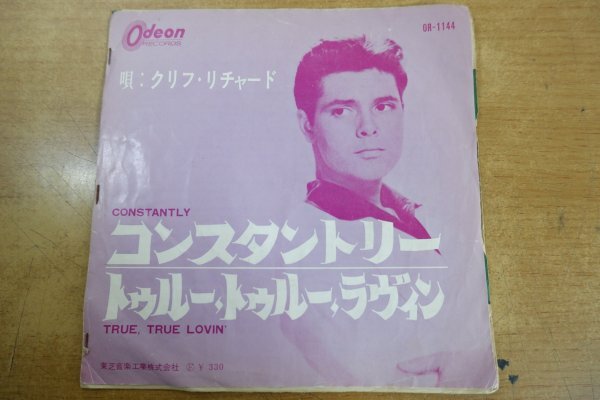 Odeon
RECORDS
OR-1144
唄：クリフ・リチャード
CONSTANTLY
コンスタントリー
トゥルー,トゥルー,ラヴィン
TRUE, TRUE LOVIN'
東芝音楽工業株式会社 Ⓔ ¥ 330